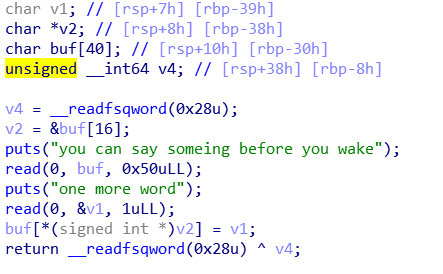 char v1; // [rsp+7h] [rbp-39h]
char *v2; // [rsp+8h] [rbp-38h]
char buf[40]; // [rsp+10h] [rbp-30h]
unsigned __int64 v4; // [rsp+38h] [rbp-8h]

v4 = __readfsqword(0x28u);
v2 = &buf[16];
puts("you can say someing before you wake");
read(0, buf, 0x50uLL);
puts("one more word");
read(0, &v1, 1uLL);
buf[*(signed int *)v2] = v1;
return __readfsqword(0x28u) ^ v4;